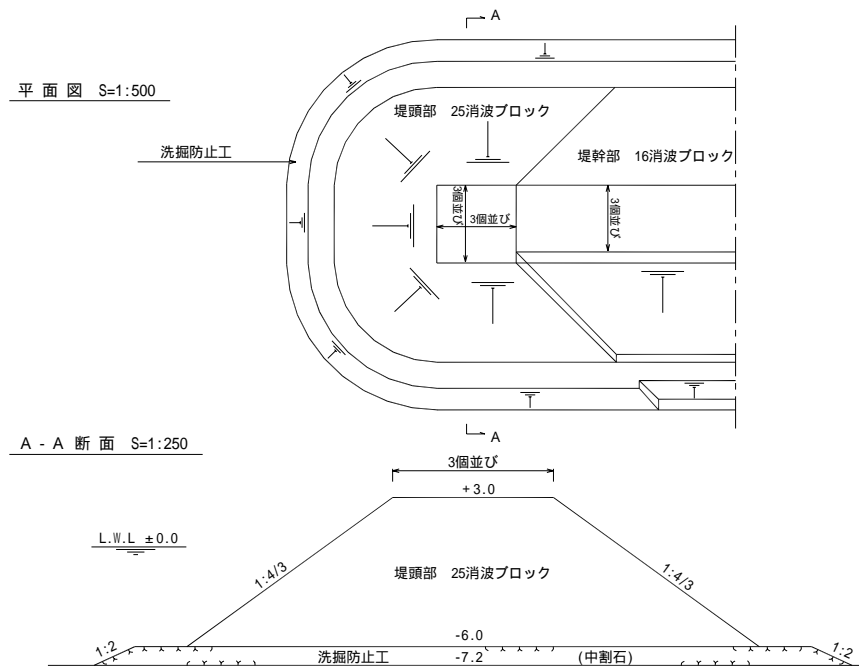 A
平 面 図 S=1:500
堤頭部 25消波ブロック
洗掘防止工
堤幹部 16消波ブロック
3個並び
3個並び
3個並び
A
A - A 断 面 S=1:250
3個並び
+3.0
L.W.L ±0.0
1:4/3
堤頭部 25消波ブロック
1:4/3
1:2
-6.0
1:2
洗掘防止工
-7.2
(中割石)